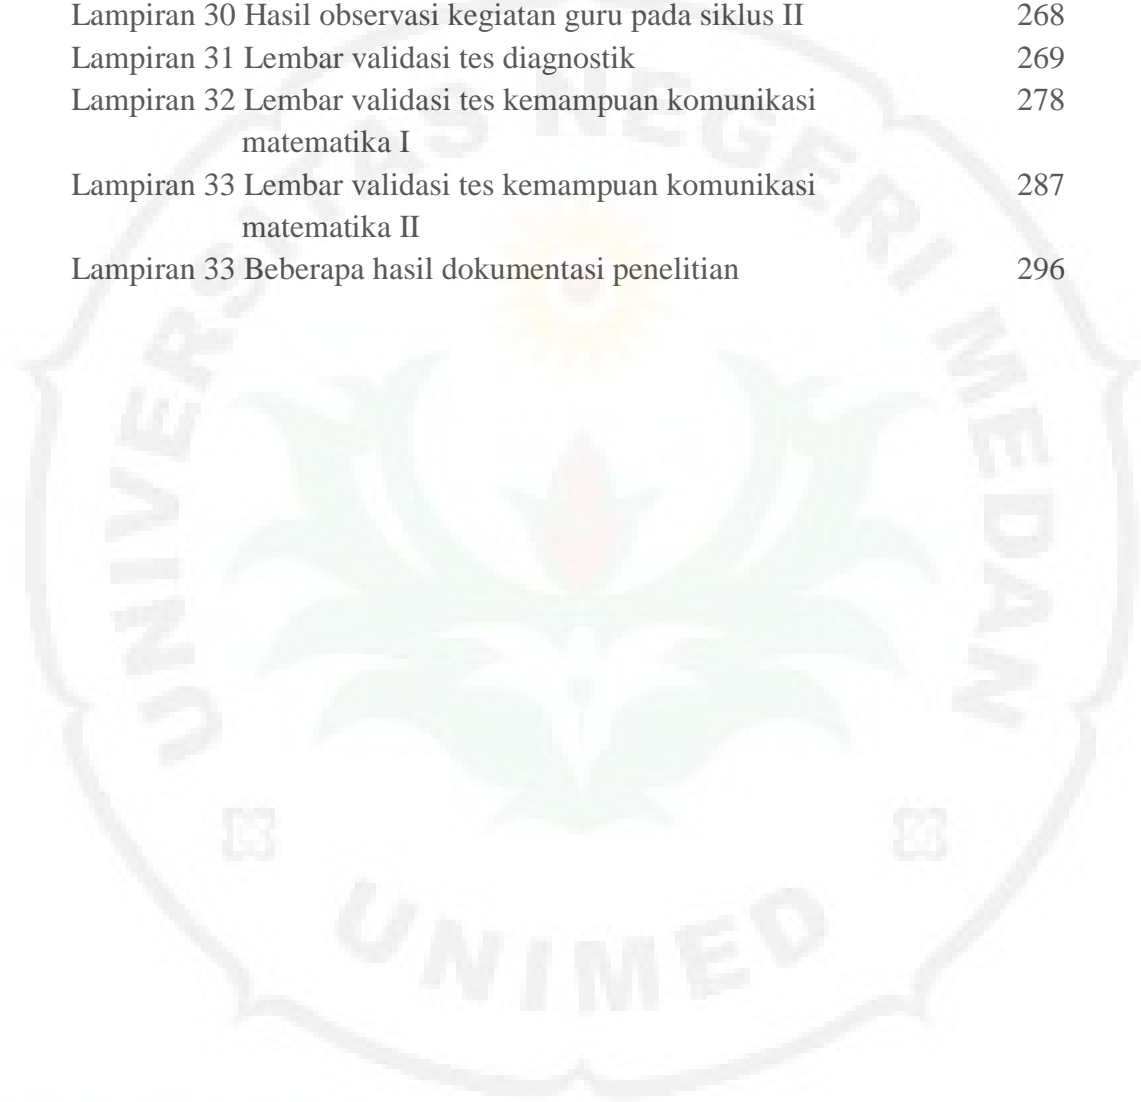 Lampiran 30 Hasil observasi kegiatan guru pada siklus II 268
Lampiran 31 Lembar validasi tes diagnostik 269
Lampiran 32 Lembar validasi tes kemampuan komunikasi 278
matematika I
Lampiran 33 Lembar validasi tes kemampuan komunikasi 287
matematika II
Lampiran 33 Beberapa hasil dokumentasi penelitian 296
UNIVERSITAS NEGERI MEDAN
UNIMED